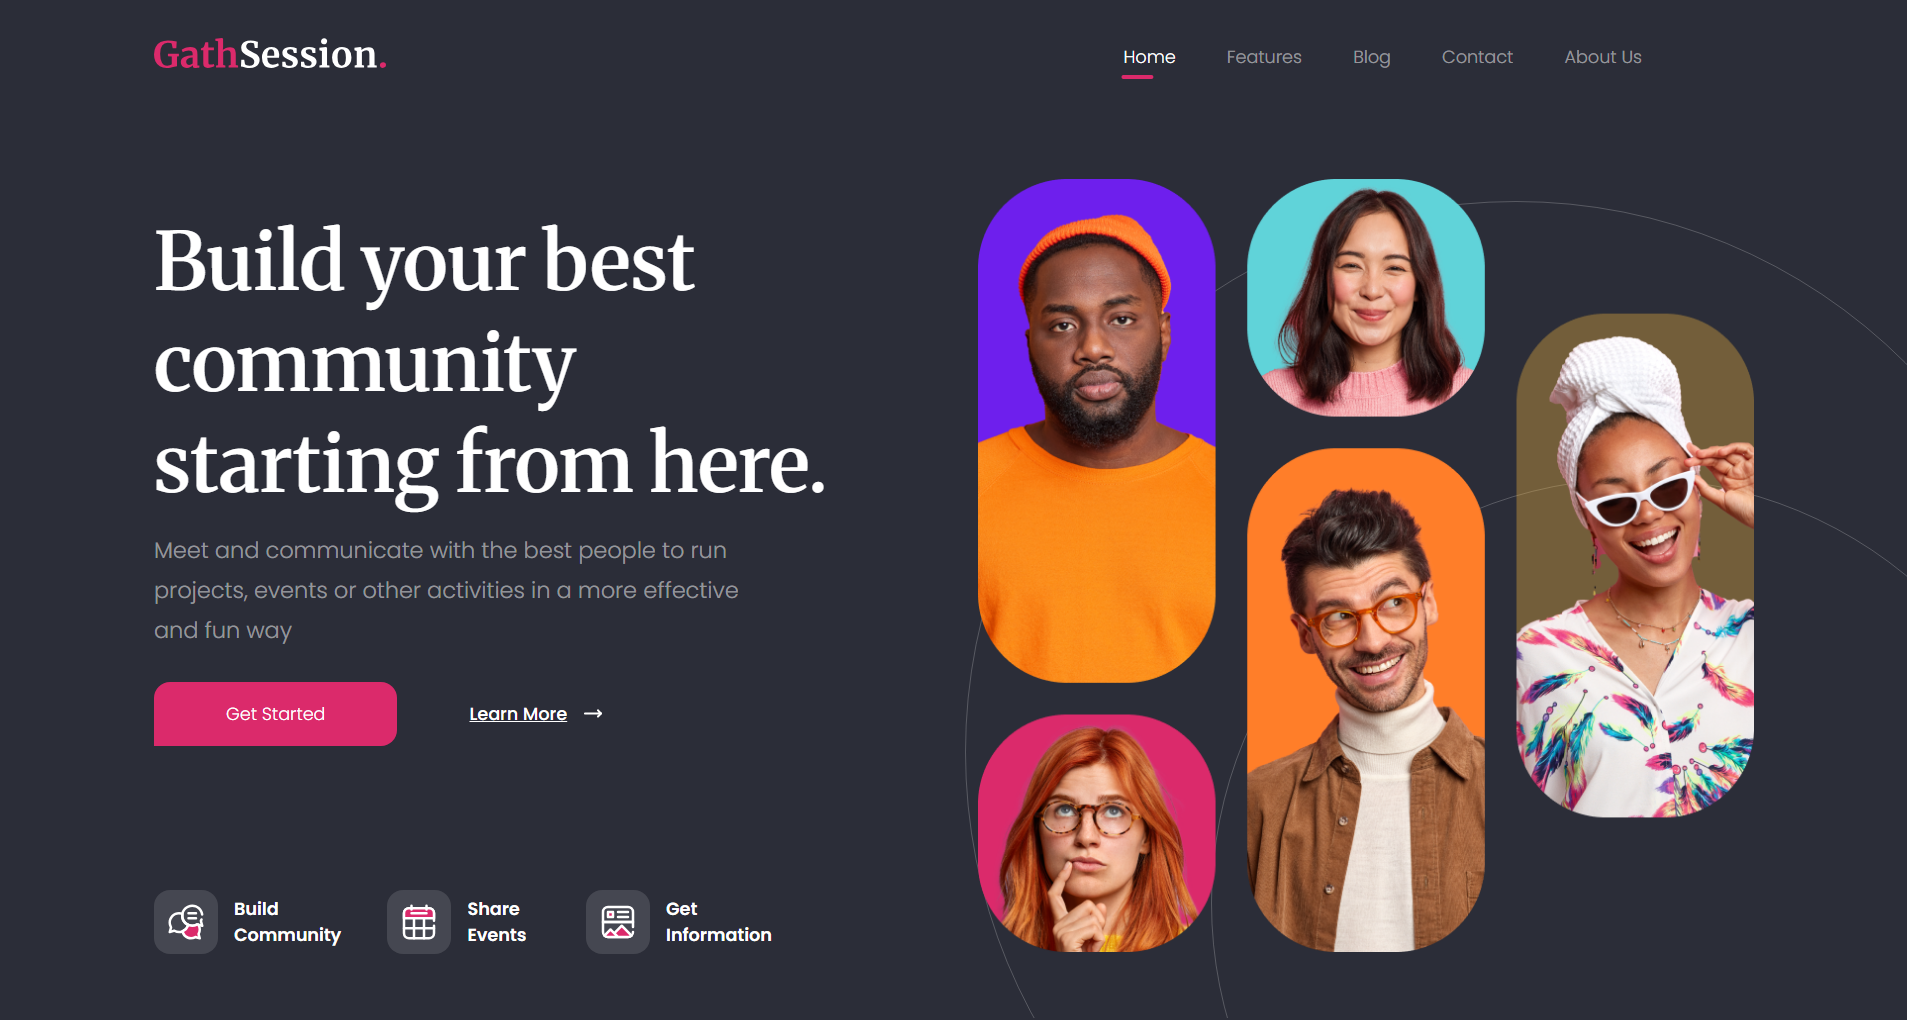 GathSession.
Home Features Blog Contact About Us
Build your best
community
starting from here.
Meet and communicate with the best people to run
projects, events or other activities in a more effective
and fun way
Get Started
Learn More
Build
Community
Share
Events
Get
Information